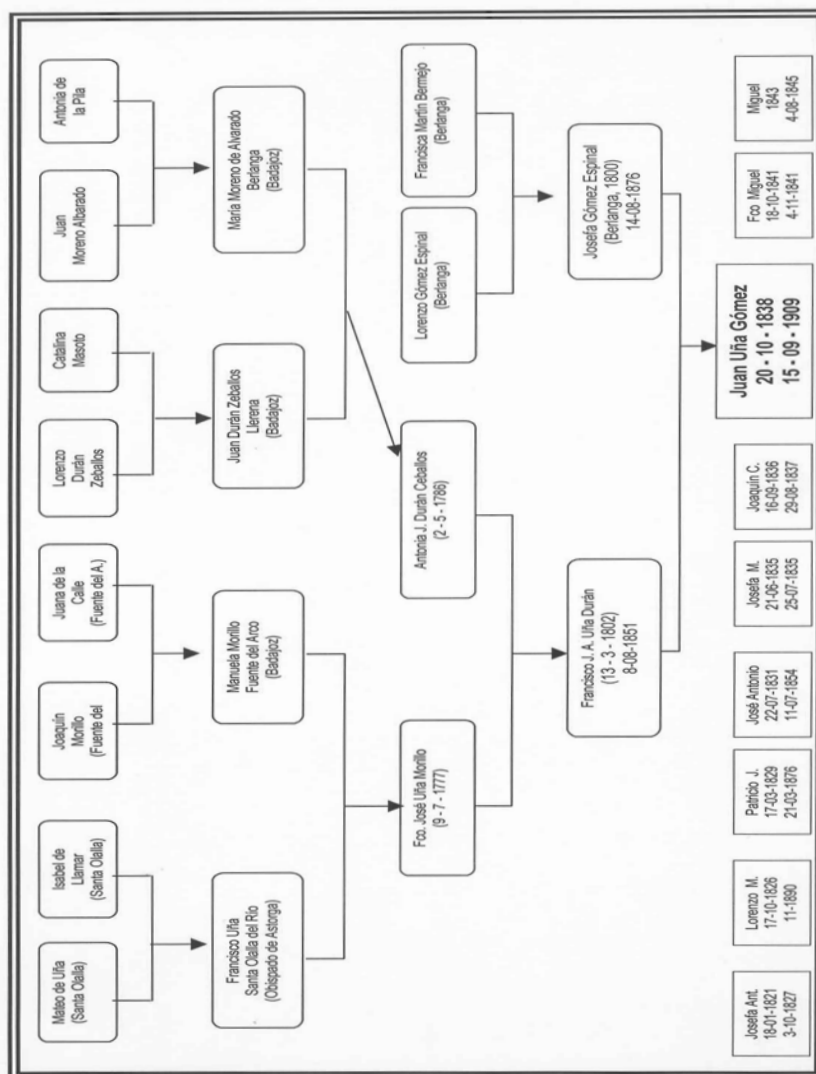 Mateo de Uña
(Santa Olalla)
Isabel de
Llamar
(Santa Olalla)
Joaquín
Morillo
(Fuente del
Juana de la
Calle
(Fuente del A.)
Lorenzo
Durán
Zeballos
Catalina
Masoto
Juan
Moreno Albarado
Antonia de
la Pila
Francisco Uña
Santa Olalla del Río
(Obispado de Astorga)
Manuela Morillo
Fuente del Arco
(Badajoz)
Juan Durán Zeballos
Llerena
(Badajoz)
María Moreno de Alvarado
Berlanga
(Badajoz)
Fco. José Uña Morillo
(9 - 7 - 1777)
Antonia J. Durán Ceballos
(2 - 5 - 1786)
Lorenzo Gómez Espinal
(Berlanga)
Francisca Martín Bermejo
(Berlanga)
Francisco J. A. Uña Durán
(13 - 3 - 1802)
8-08-1851
Josefa Gómez Espinal
(Berlanga, 1800)
14-08-1876
Josefa Ant.
18-01-1821
3-10-1827
Lorenzo M.
17-10-1826
11-1890
Patricio J.
17-03-1829
21-03-1876
José Antonio
22-07-1831
11-07-1854
Josefa M.
21-06-1835
25-07-1835
Joaquín C.
16-09-1836
29-08-1837
Juan Uña Gómez
20 - 10 - 1838
15 - 09 - 1909
Fco Miguel
18-10-1841
4-11-1841
Miguel
1843
4-08-1845